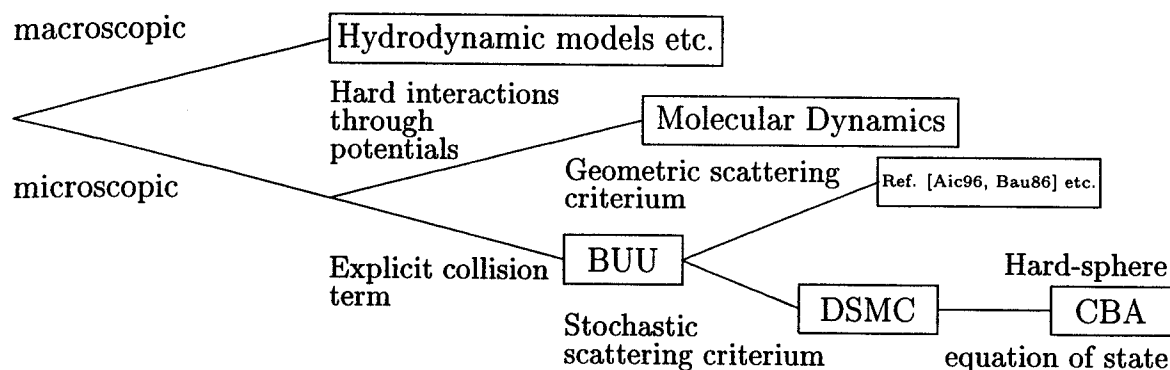 macroscopic
Hydrodynamic models etc.
Hard interactions
through
potentials
Molecular Dynamics
microscopic
Geometric scattering
criterium
Ref. [Aic96, Bau86] etc.
Explicit collision
term
BUU
Stochastic
scattering criterium
DSMC
Hard-sphere
CBA
equation of state